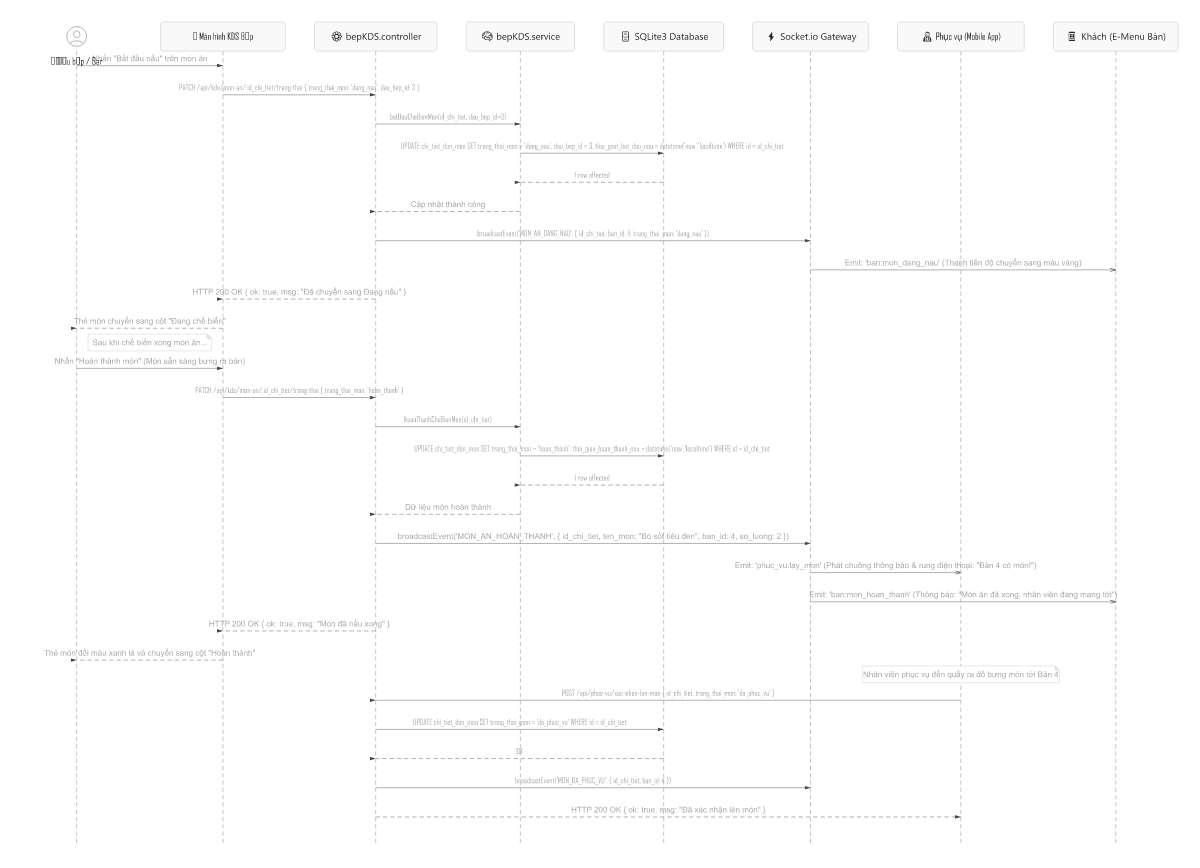 Màn hình KDS B p
bepKDS.controller
bepKDS.service
SQLite3 Database
Socket.io Gateway
Phục vụ (Mobile App)
Khách (E-Menu Bàn)
u b p / Bar
"Bắt đầu nấu" trên món ăn
PATCH /api/kds/mon-an/:id_chi_tiet/trang-thai { trang_thai_mon: 'dang_nau', dau_bep_id: 3 }
batDauCheBienMon(id_chi_tiet, dau_bep_id=3)
UPDATE chi_tiet_don_mon SET trang_thai_mon = 'dang_nau', dau_bep_id = 3, thoi_gian_bat_dau_nau = datetime('now','localtime') WHERE id = id_chi_tiet
1 row affected
Cập nhật thành công
broadcastEvent('MON_AN_DANG_NAU', { id_chi_tiet, ban_id: 4, trang_thai_mon: 'dang_nau' })
Emit: 'ban:mon_dang_nau' (Thanh tiến độ chuyển sang màu vàng)
HTTP 200 OK { ok: true, msg: "Đã chuyển sang Đang nấu" }
Thẻ món chuyển sang cột "Đang chế biến"
Sau khi chế biến xong món ăn...
Nhấn "Hoàn thành món" (Món sẵn sàng bưng ra bàn)
PATCH /api/kds/mon-an/:id_chi_tiet/trang-thai { trang_thai_mon: 'hoan_thanh' }
hoanThanhCheBienMon(id_chi_tiet)
UPDATE chi_tiet_don_mon SET trang_thai_mon = 'hoan_thanh', thoi_gian_hoan_thanh_nau = datetime('now','localtime') WHERE id = id_chi_tiet
1 row affected
Dữ liệu món hoàn thành
broadcastEvent('MON_AN_HOAN_THANH', { id_chi_tiet, ten_mon: "Bò sốt tiêu đen", ban_id: 4, so_luong: 2 })
Emit: 'phuc_vu:lay_mon' (Phát chuông thông báo & rung điện thoại: "Bàn 4 có món!")
Emit: 'ban:mon_hoan_thanh' (Thông báo: "Món ăn đã xong, nhân viên đang mang tới")
HTTP 200 OK { ok: true, msg: "Món đã nấu xong" }
Thẻ món đổi màu xanh lá và chuyển sang cột "Hoàn thành"
Nhân viên phục vụ đến quầy ra đồ bưng món tới Bàn 4
POST /api/phuc-vu/xac-nhan-len-mon { id_chi_tiet, trang_thai_mon: 'da_phuc_vu' }
UPDATE chi_tiet_don_mon SET trang_thai_mon = 'da_phuc_vu' WHERE id = id_chi_tiet
OK
broadcastEvent('MON_DA_PHUC_VU', { id_chi_tiet, ban_id: 4 })
HTTP 200 OK { ok: true, msg: "Đã xác nhận lên món" }